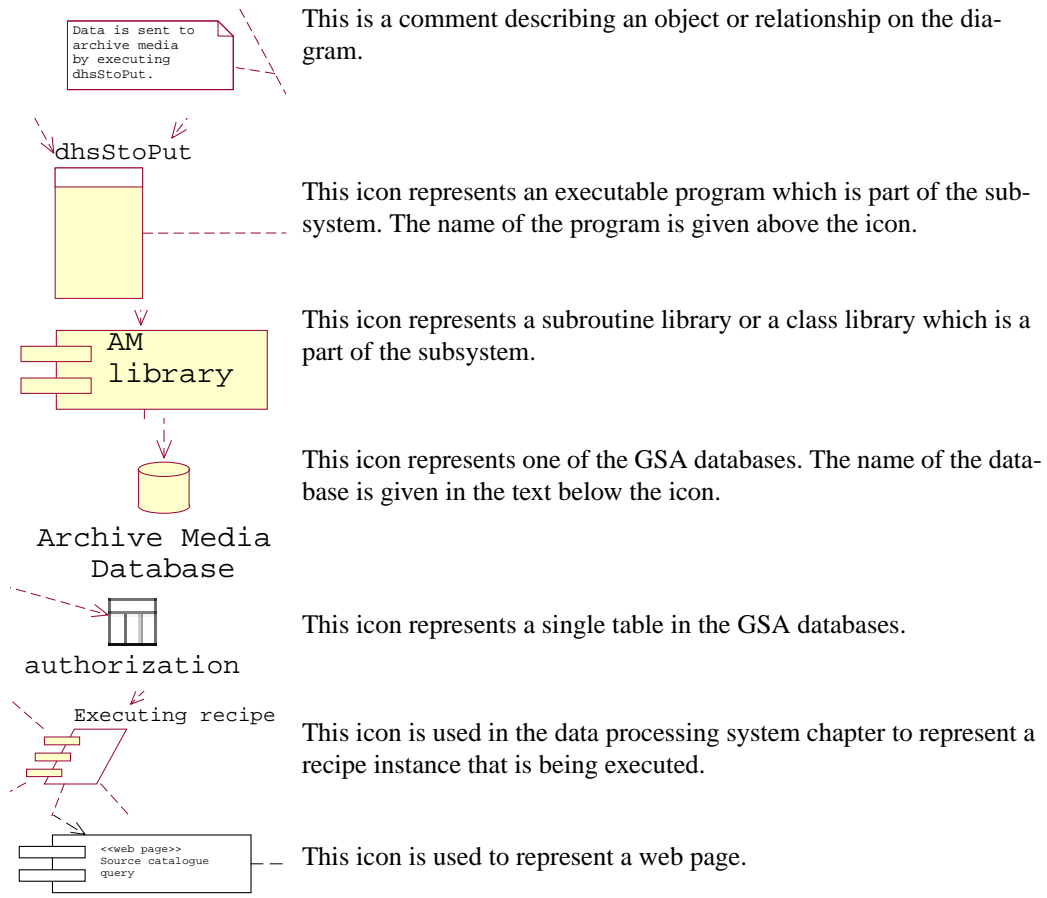 Data is sent to
archive media
by executing
dhsStoPut.
This is a comment describing an object or relationship on the dia-
gram.
dhsStoPut
This icon represents an executable program which is part of the sub-
system. The name of the program is given above the icon.
AM
library
This icon represents a subroutine library or a class library which is a
part of the subsystem.
This icon represents one of the GSA databases. The name of the data-
base is given in the text below the icon.
Archive Media
Database
This icon represents a single table in the GSA databases.
authorization
Executing recipe
This icon is used in the data processing system chapter to represent a
recipe instance that is being executed.
<<web page>>
Source catalogue
query
This icon is used to represent a web page.